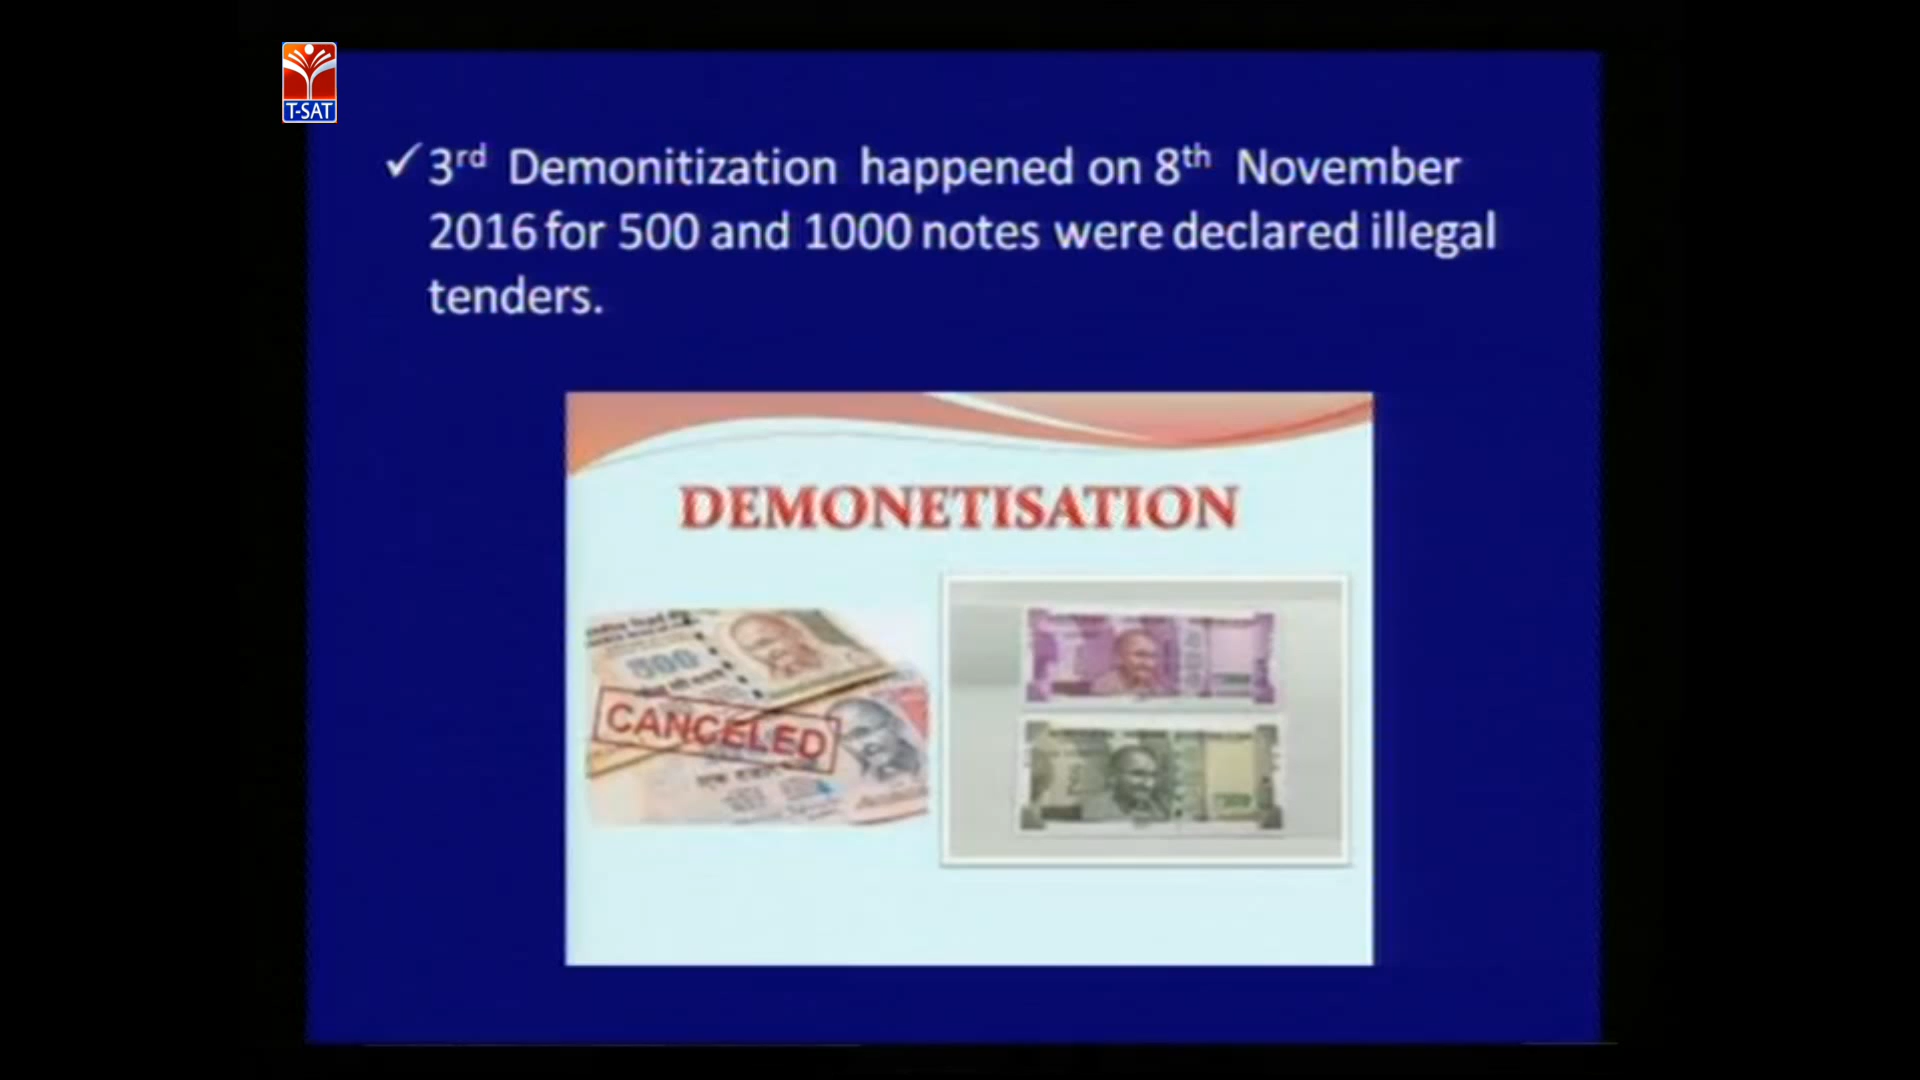 T-SAT
✓ 3rd Demonitization happened on 8th November
2016 for 500 and 1000 notes were declared illegal
tenders.
DEMONETISATION
500
CANCELED